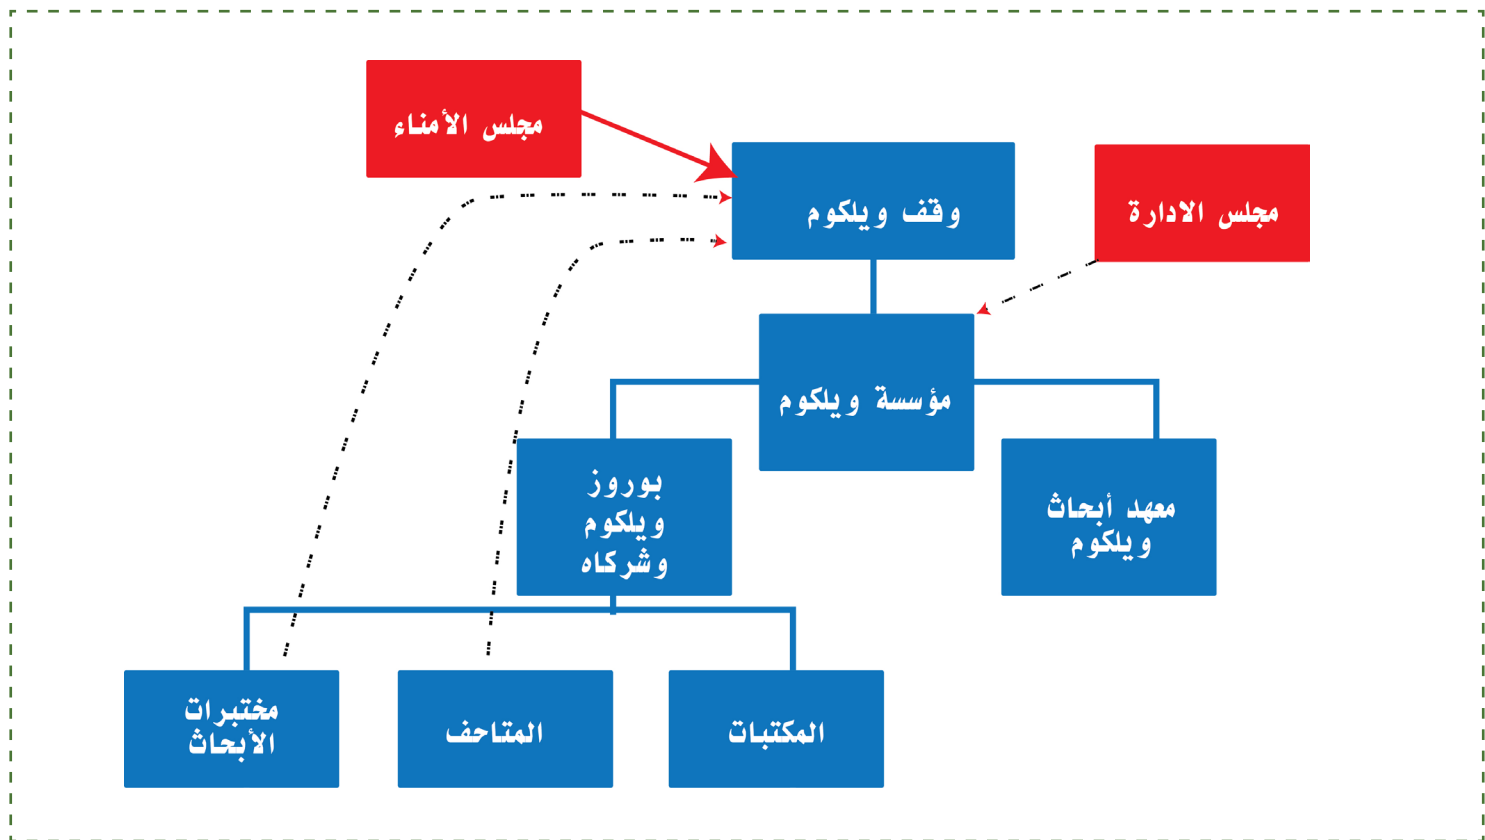 مجلس الأمناء
وقف ويلكوم
مجلس الادارة
مؤسسة ويلكوم
بوروز
ويلكوم
وشركاه
معهد أبحاث
ويلكوم
مختبرات
الأبحاث
المتاحف
المكتبات